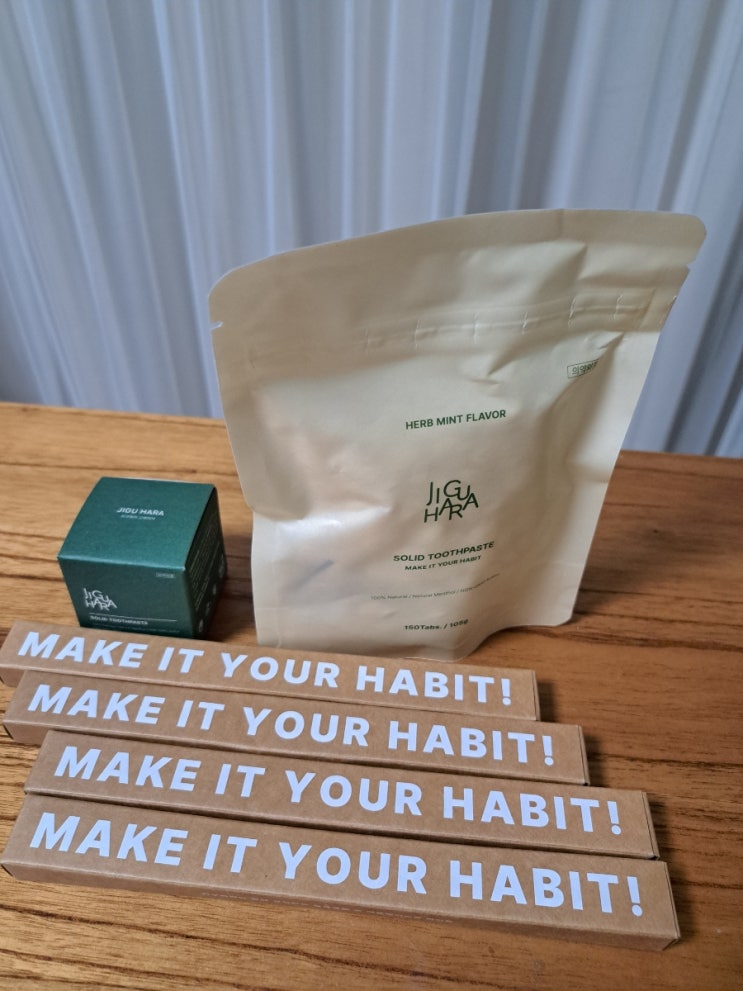 HERB MINT FLAVOR
JIGU
HARA
SOLID TOOTHPASTE
MAKE IT YOUR HABIT
150Tabs. / 105g
JIGU HARA
JIGU
HARA
SOLID TOOTHPASTE
MAKE IT YOUR HABIT!
MAKE IT YOUR HABIT!
MAKE IT YOUR HABIT!
MAKE IT YOUR HABIT!